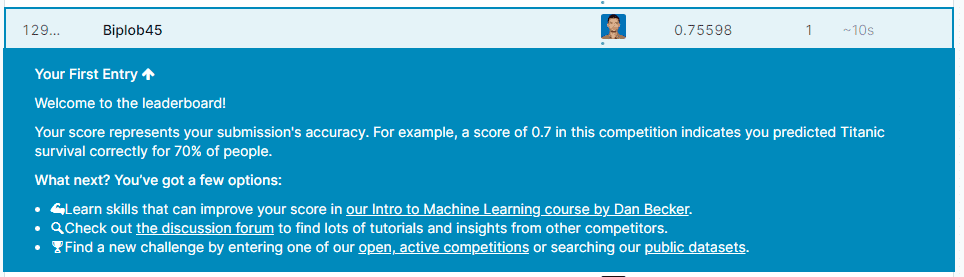 129... Biplob45 0.75598 1 ~10s
Your First Entry
Welcome to the leaderboard!
Your score represents your submission's accuracy. For example, a score of 0.7 in this competition indicates you predicted Titanic
survival correctly for 70% of people.
What next? You've got a few options:
• Learn skills that can improve your score in our Intro to Machine Learning course by Dan Becker.
• Check out the discussion forum to find lots of tutorials and insights from other competitors.
• Find a new challenge by entering one of our open, active competitions or searching our public datasets.